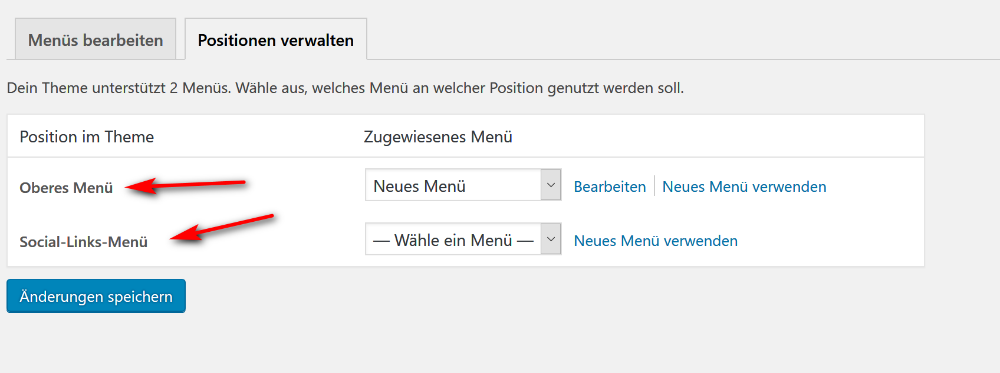 Menüs bearbeiten Positionen verwalten
Dein Theme unterstützt 2 Menüs. Wähle aus, welches Menü an welcher Position genutzt werden soll.
Position im Theme Zugewiesenes Menü
Oberes Menü Neues Menü Bearbeiten Neues Menü verwenden
Social-Links-Menü — Wähle ein Menü — Neues Menü verwenden
Änderungen speichern